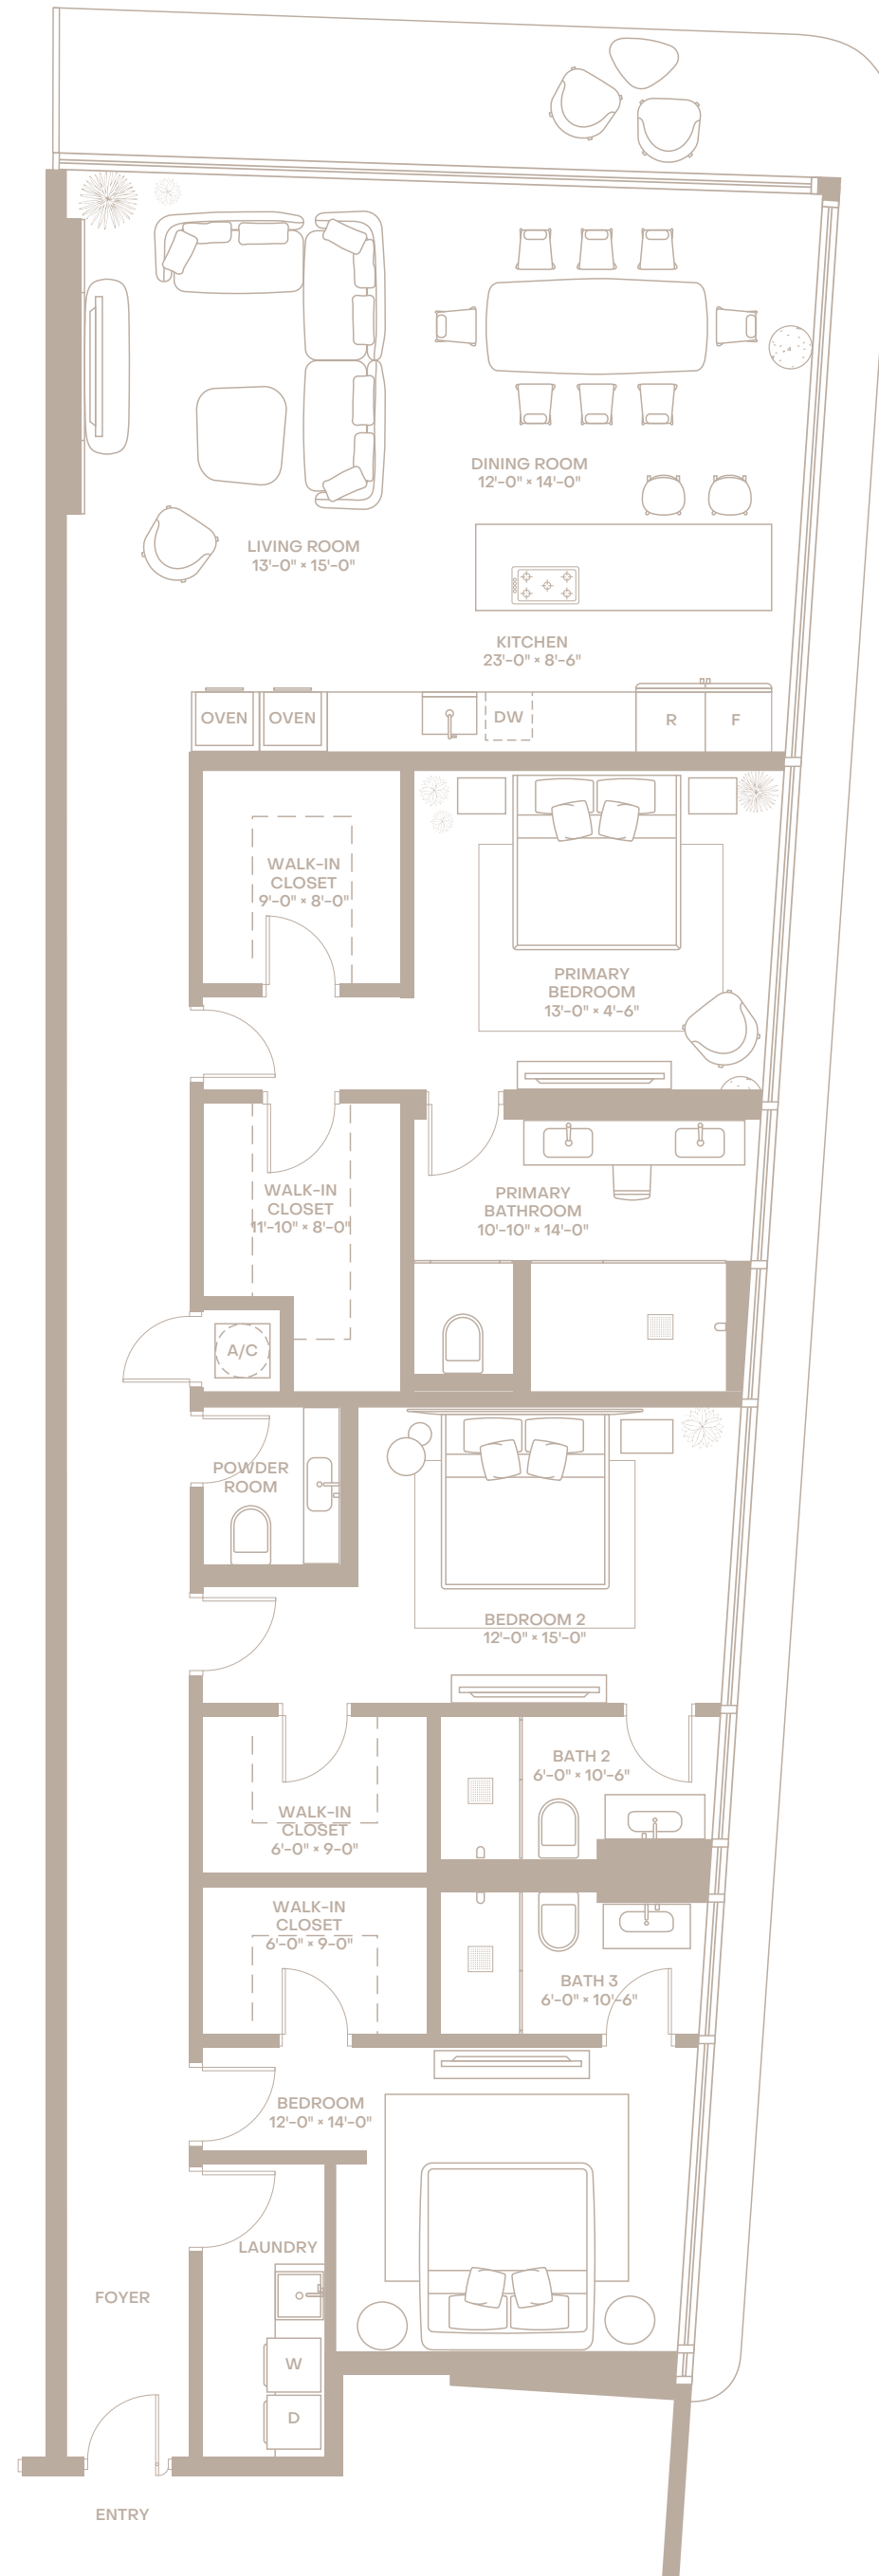 DINING ROOM
12'-0" × 14'-0"
LIVING ROOM
13'-0" × 15'-0"
KITCHEN
23'-0" × 8'-6"
OVEN
OVEN
DW
R
F
WALK-IN
CLOSET
9'-0" × 8'-0"
PRIMARY
BEDROOM
13'-0" × 4'-6"
WALK-IN
CLOSET
11'-10" × 8'-0"
PRIMARY
BATHROOM
10'-10" × 14'-0"
A/C
POWDER
ROOM
BEDROOM 2
12'-0" × 15'-0"
BATH 2
6'-0" × 10'-6"
WALK-IN
CLOSET
6'-0" × 9-0"
WALK-IN
CLOSET
6'-0" × 9-0"
BATH 3
6'-0" × 10'-6"
BEDROOM
12'-0" × 14'-0"
LAUNDRY
FOYER
W
D
ENTRY